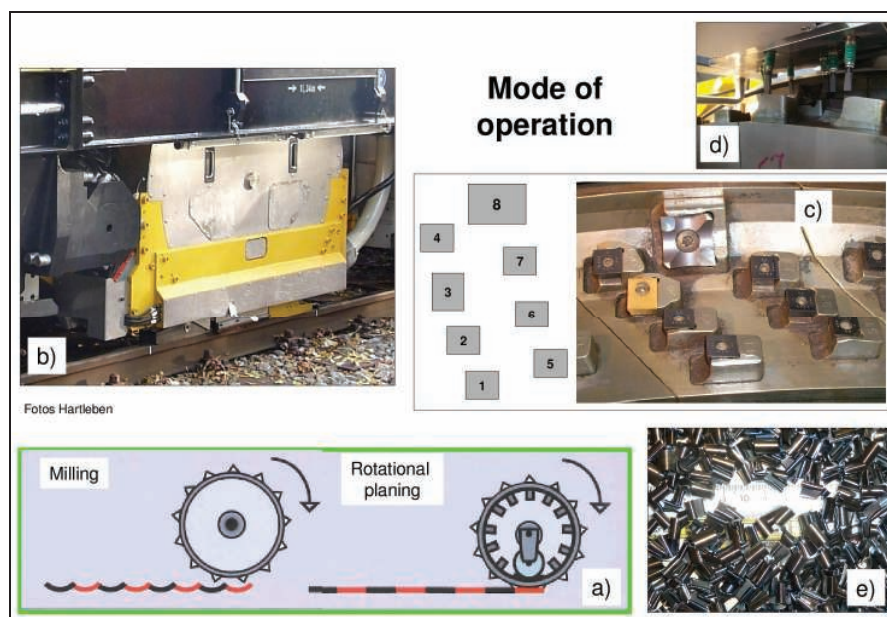 Mode of
operation
d)
b)
8
4
7
3
6
2
5
1
c)
Fotos Hartleben
Milling
Rotational
planing
a)
e)